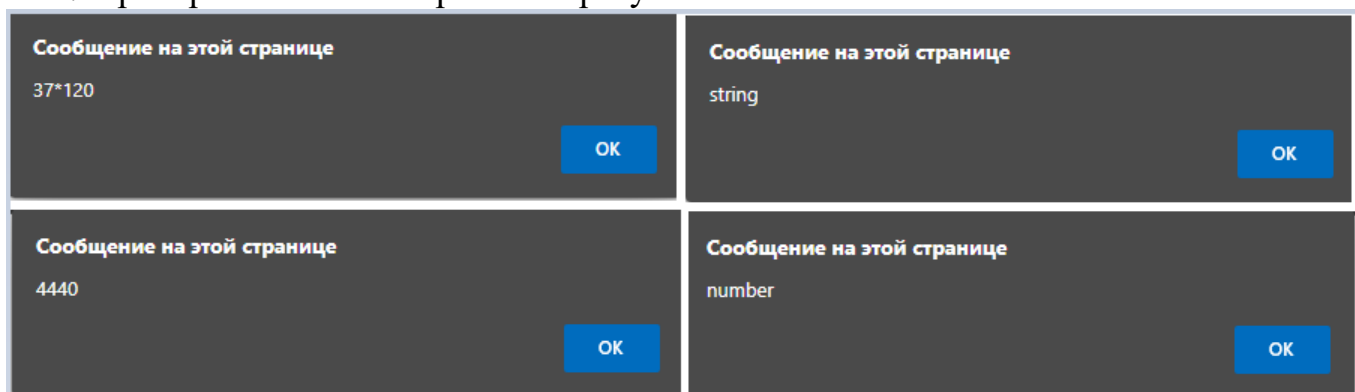 Сообщение на этой странице
37*120
OK
Сообщение на этой странице
string
OK
Сообщение на этой странице
4440
OK
Сообщение на этой странице
number
OK